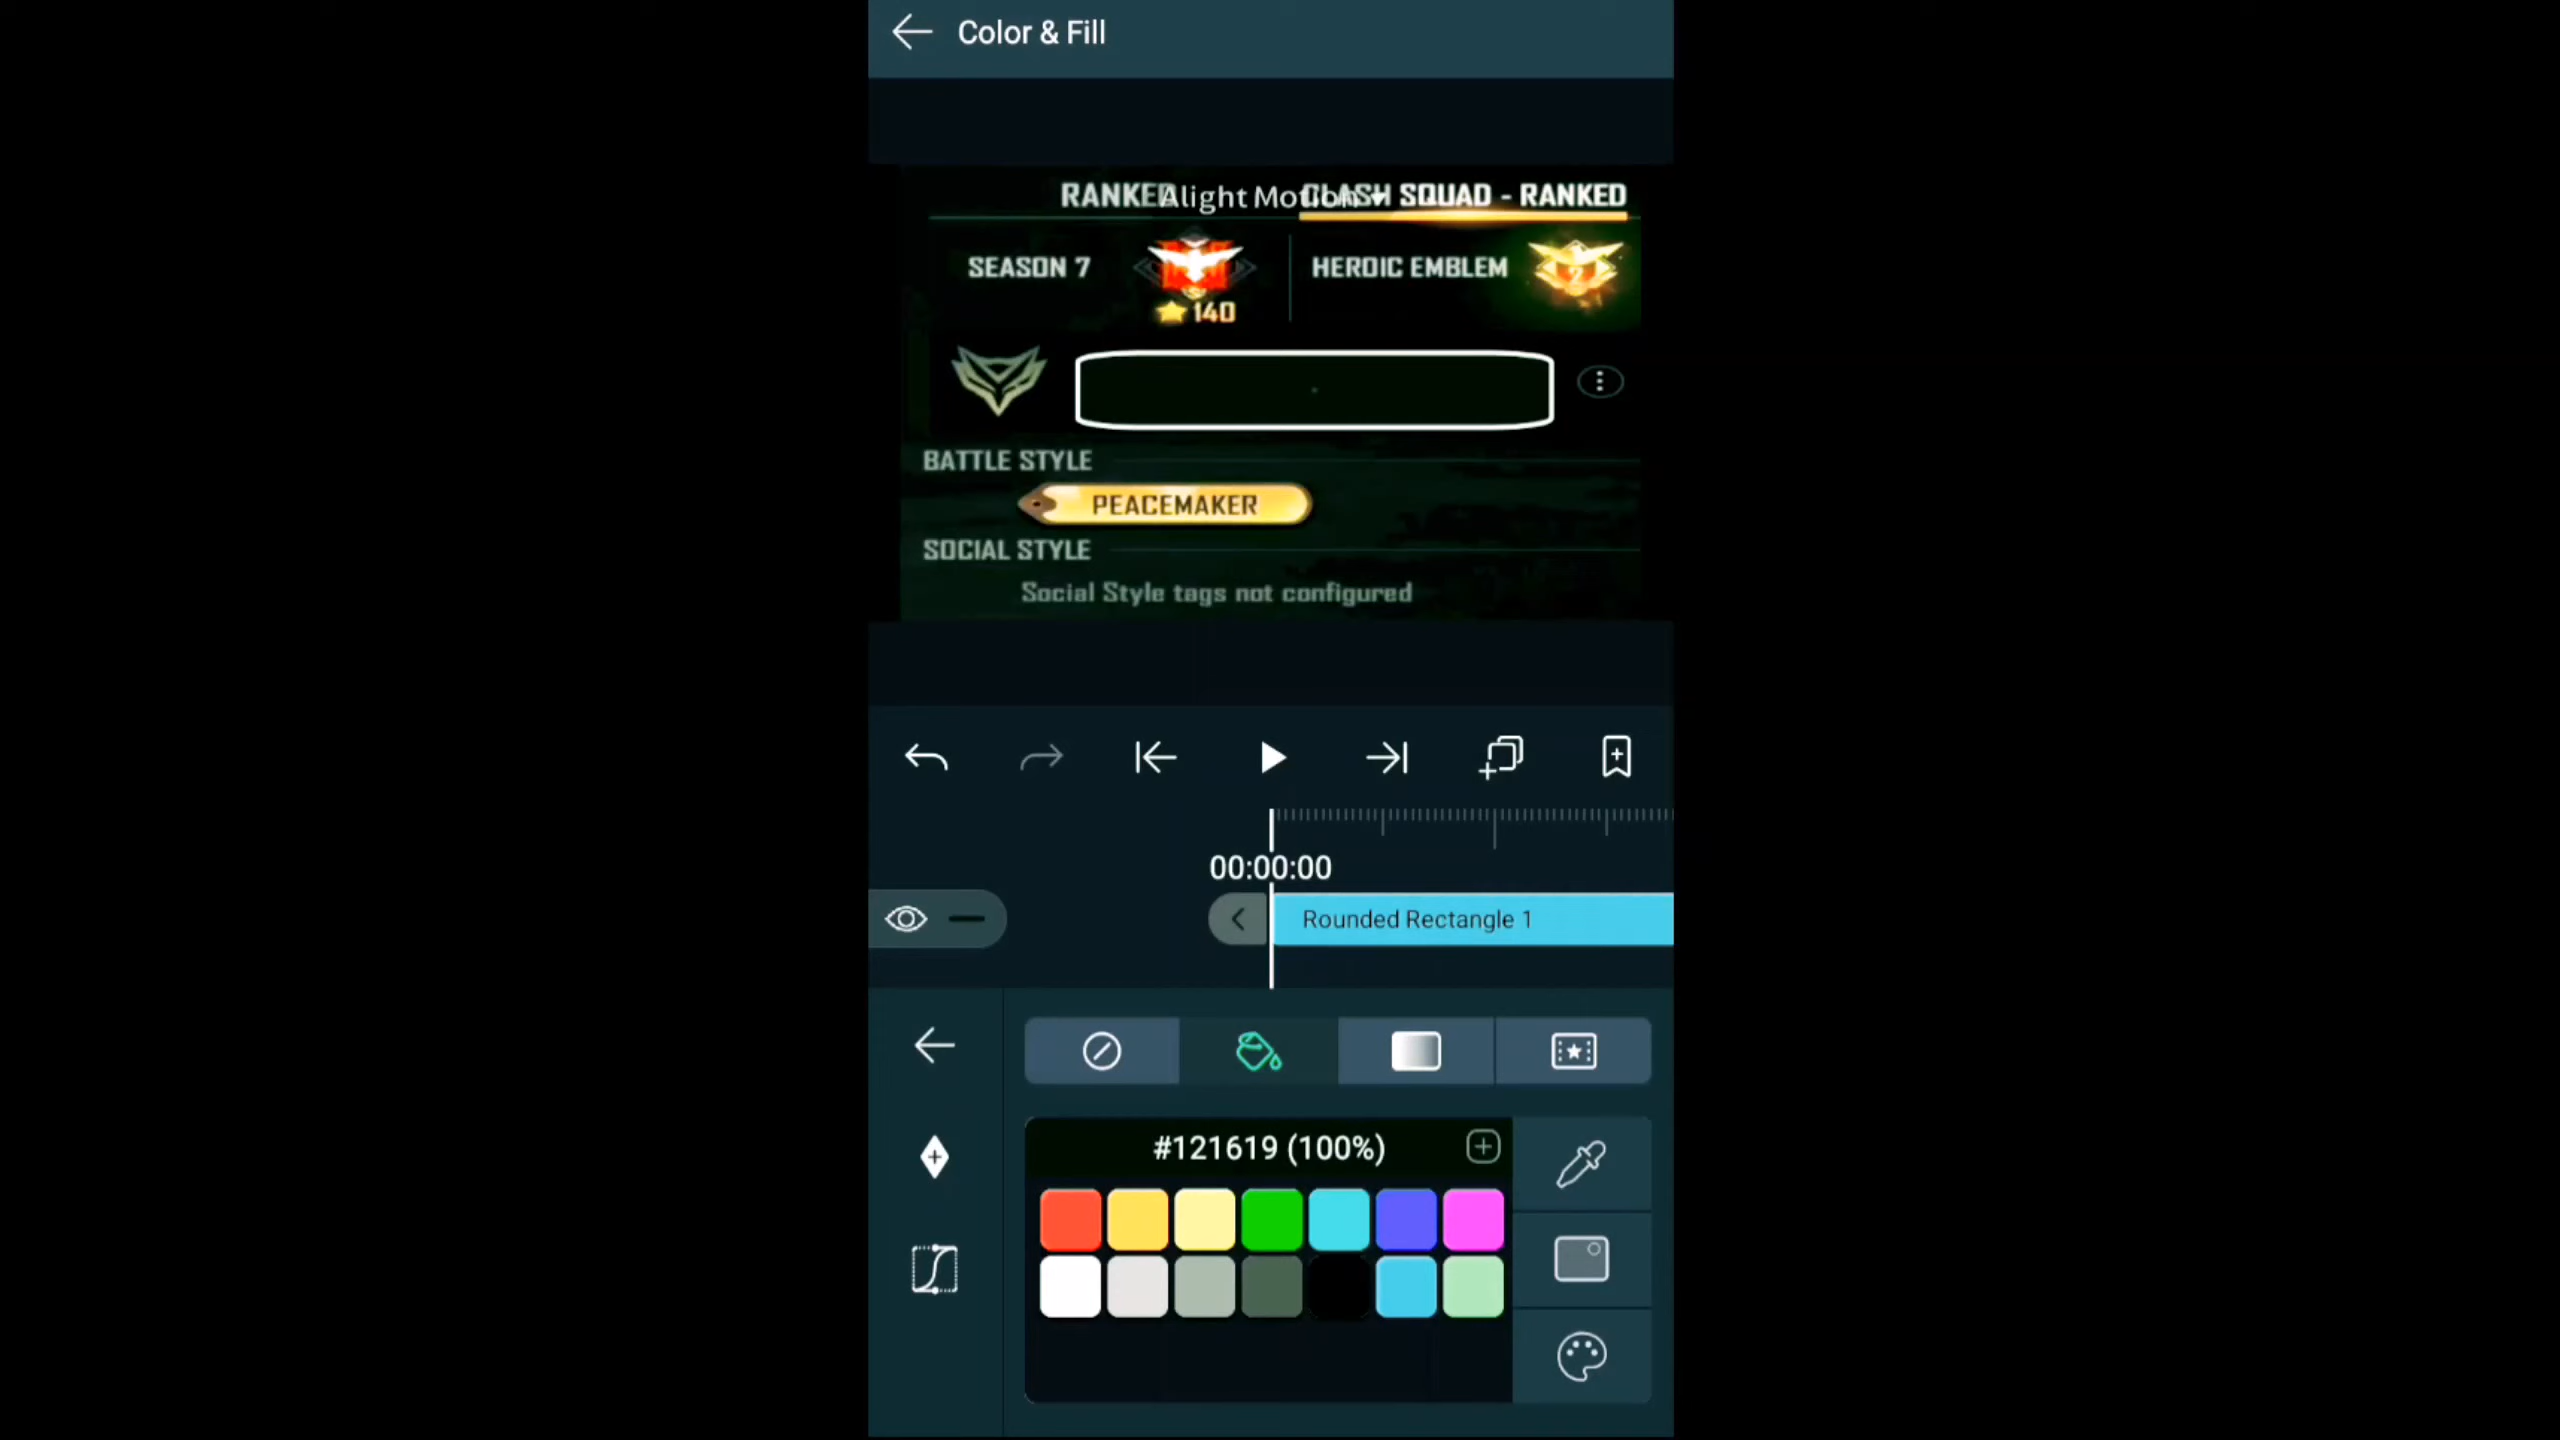 Color & Fill
RANKED
Alight Motion
CLASH SQUAD - RANKED
SEASON 7
140
HEROIC EMBLEM
2
BATTLE STYLE
PEACEMAKER
SOCIAL STYLE
Social Style tags not configured
00:00:00
Rounded Rectangle 1
#121619 (100%)